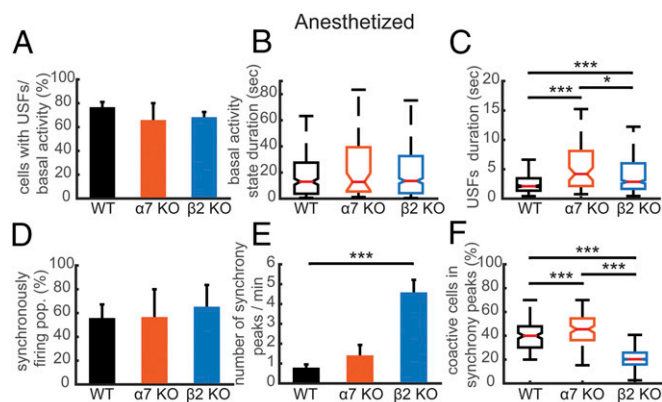 Anesthetized
A
cells with USFs/
basal activity (%)
100
80
60
40
20
0
WT α7 KO β2 KO
B
basal activity
state duration (sec)
80
60
40
20
0
WT α7 KO β2 KO
C
USFs duration (sec)
20
15
10
5
0
***
***
*
WT α7 KO β2 KO
D
synchronously
firing pop. (%)
100
80
60
40
20
0
WT α7 KO β2 KO
E
number of synchrony
peaks / min
6
5
4
3
2
1
0
***
WT α7 KO β2 KO
F
coactive cells in
synchrony peaks (%)
100
80
60
40
20
0
***
***
***
WT α7 KO β2 KO